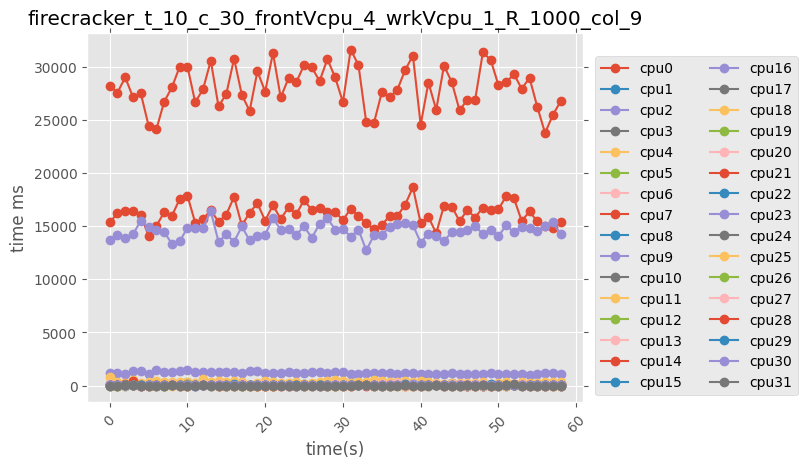 firecracker_t_10_c_30_frontVcpu_4_wrkVcpu_1_R_1000_col_9
time ms
30000
25000
20000
15000
10000
5000
0
0
10
20
30
40
50
60
time(s)
cpu0
cpu1
cpu2
cpu3
cpu4
cpu5
cpu6
cpu7
cpu8
cpu9
cpu10
cpu11
cpu12
cpu13
cpu14
cpu15
cpu16
cpu17
cpu18
cpu19
cpu20
cpu21
cpu22
cpu23
cpu24
cpu25
cpu26
cpu27
cpu28
cpu29
cpu30
cpu31